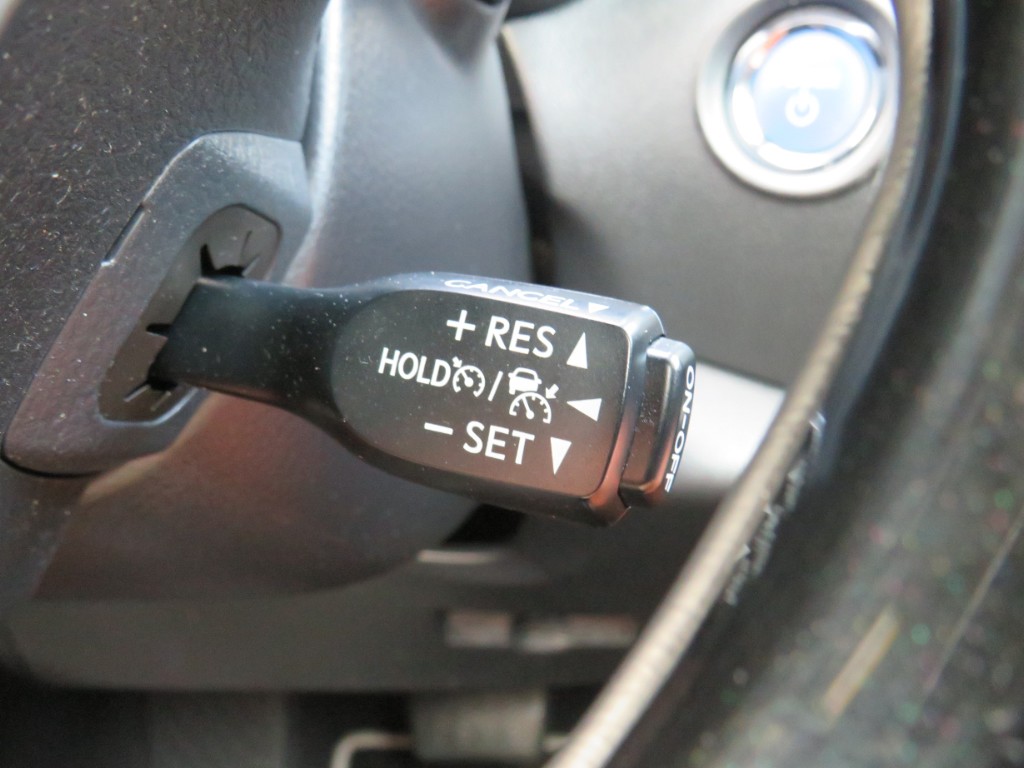 CANCEL
+ RES
HOLD /
- SET
ON-OFF